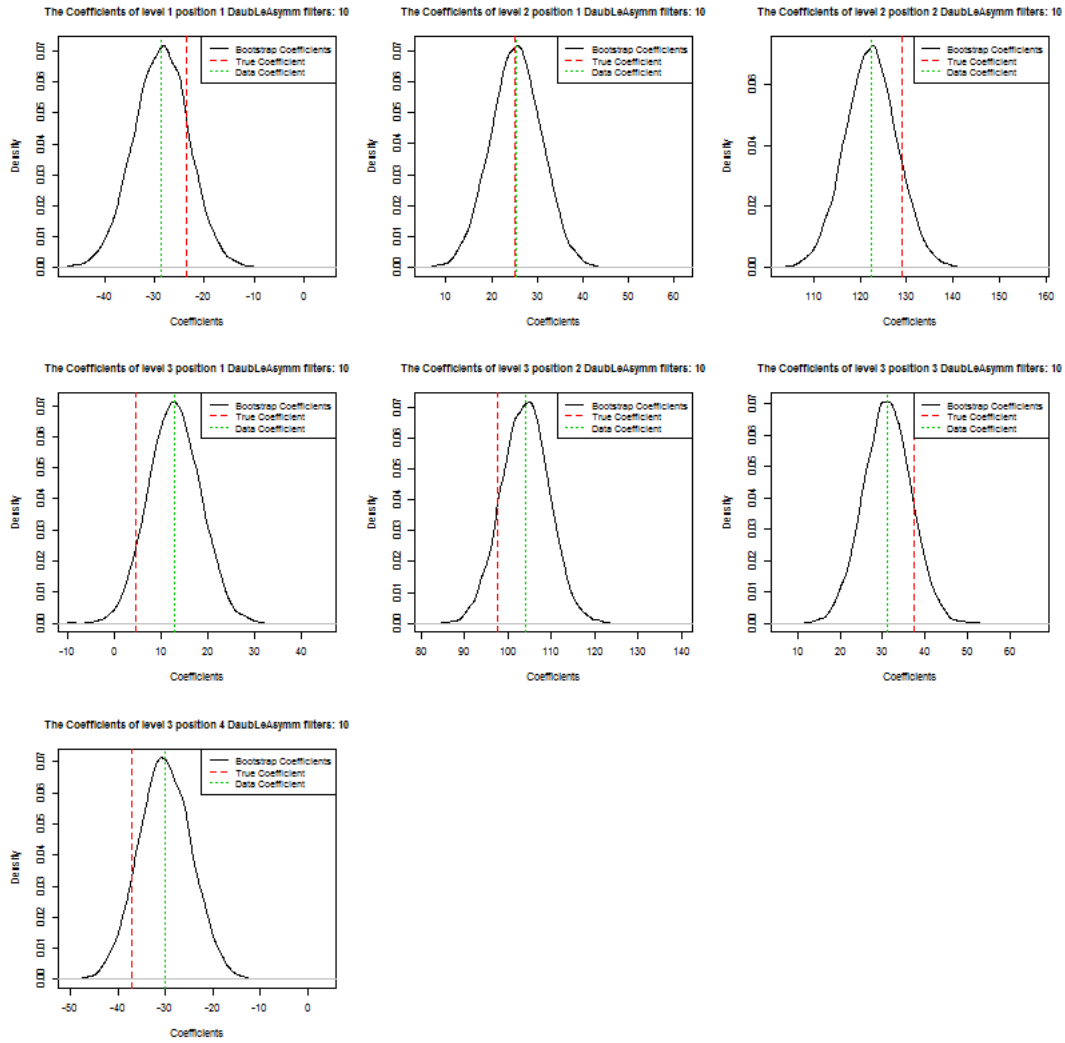 The Coefficients of level 1 position 1 DaubLeAsymm filters: 10
Density
0.00 0.01 0.02 0.03 0.04 0.05 0.06 0.07
Bootstrap Coefficients
True Coefficient
Data Coefficient
-40 -30 -20 -10 0
Coefficients
The Coefficients of level 2 position 1 DaubLeAsymm filters: 10
Density
0.00 0.01 0.02 0.03 0.04 0.05 0.06 0.07
Bootstrap Coefficients
True Coefficient
Data Coefficient
10 20 30 40 50 60
Coefficients
The Coefficients of level 2 position 2 DaubLeAsymm filters: 10
Density
0.00 0.02 0.04 0.06
Bootstrap Coefficients
True Coefficient
Data Coefficient
110 120 130 140 150 160
Coefficients
The Coefficients of level 3 position 1 DaubLeAsymm filters: 10
Density
0.00 0.01 0.02 0.03 0.04 0.05 0.06 0.07
Bootstrap Coefficients
True Coefficient
Data Coefficient
-10 0 10 20 30 40
Coefficients
The Coefficients of level 3 position 2 DaubLeAsymm filters: 10
Density
0.00 0.01 0.02 0.03 0.04 0.05 0.06 0.07
Bootstrap Coefficients
True Coefficient
Data Coefficient
80 90 100 110 120 130 140
Coefficients
The Coefficients of level 3 position 3 DaubLeAsymm filters: 10
Density
0.00 0.01 0.02 0.03 0.04 0.05 0.06 0.07
Bootstrap Coefficients
True Coefficient
Data Coefficient
10 20 30 40 50 60
Coefficients
The Coefficients of level 3 position 4 DaubLeAsymm filters: 10
Density
0.00 0.01 0.02 0.03 0.04 0.05 0.06 0.07
Bootstrap Coefficients
True Coefficient
Data Coefficient
-50 -40 -30 -20 -10 0
Coefficients